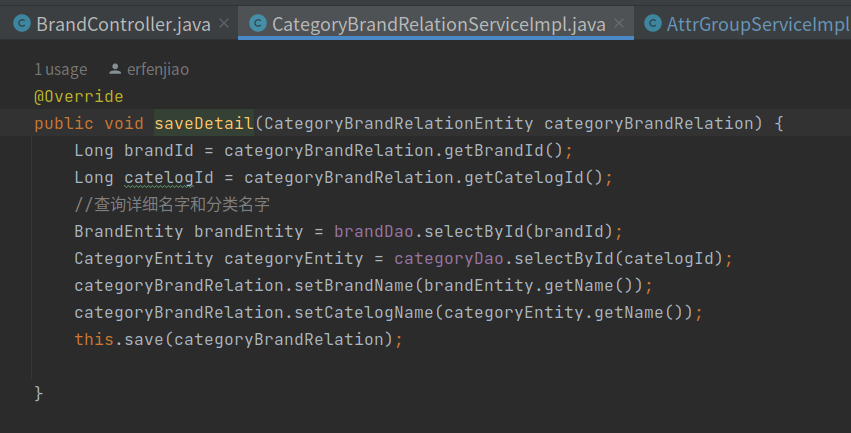 BrandController.java × CategoryBrandRelationServiceImpl.java × AttrGroupServiceImpl
1 usage erfenjiao
@Override
public void saveDetail(CategoryBrandRelationEntity categoryBrandRelation) {
Long brandId = categoryBrandRelation.getBrandId();
Long catelogId = categoryBrandRelation.getCatelogId();
//查询详细名字和分类名字
BrandEntity brandEntity = brandDao.selectById(brandId);
CategoryEntity categoryEntity = categoryDao.selectById(catelogId);
categoryBrandRelation.setBrandName(brandEntity.getName());
categoryBrandRelation.setCatelogName(categoryEntity.getName());
this.save(categoryBrandRelation);
}